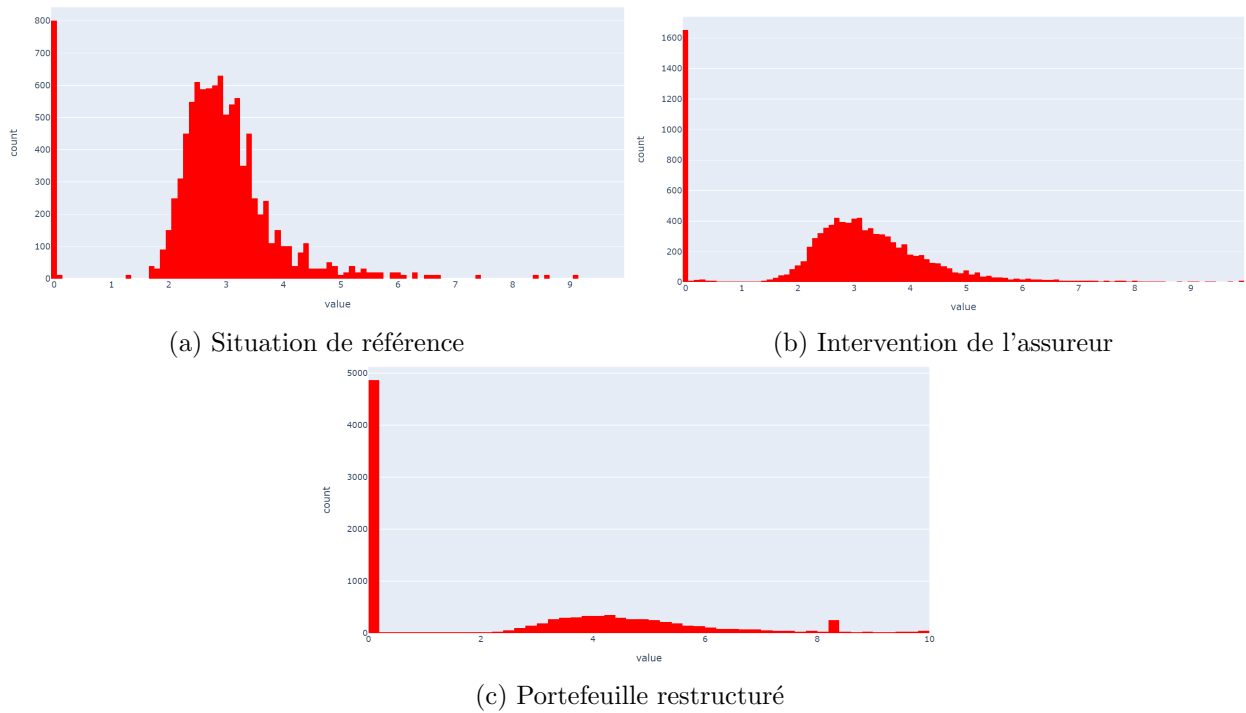 800
700
600
500
400
300
200
100
0
count
0 1 2 3 4 5 6 7 8 9
value
(a) Situation de référence
1600
1400
1200
1000
800
600
400
200
0
count
0 1 2 3 4 5 6 7 8 9
value
(b) Intervention de l'assureur
5000
4000
3000
2000
1000
0
count
0 2 4 6 8 10
value
(c) Portefeuille restructuré